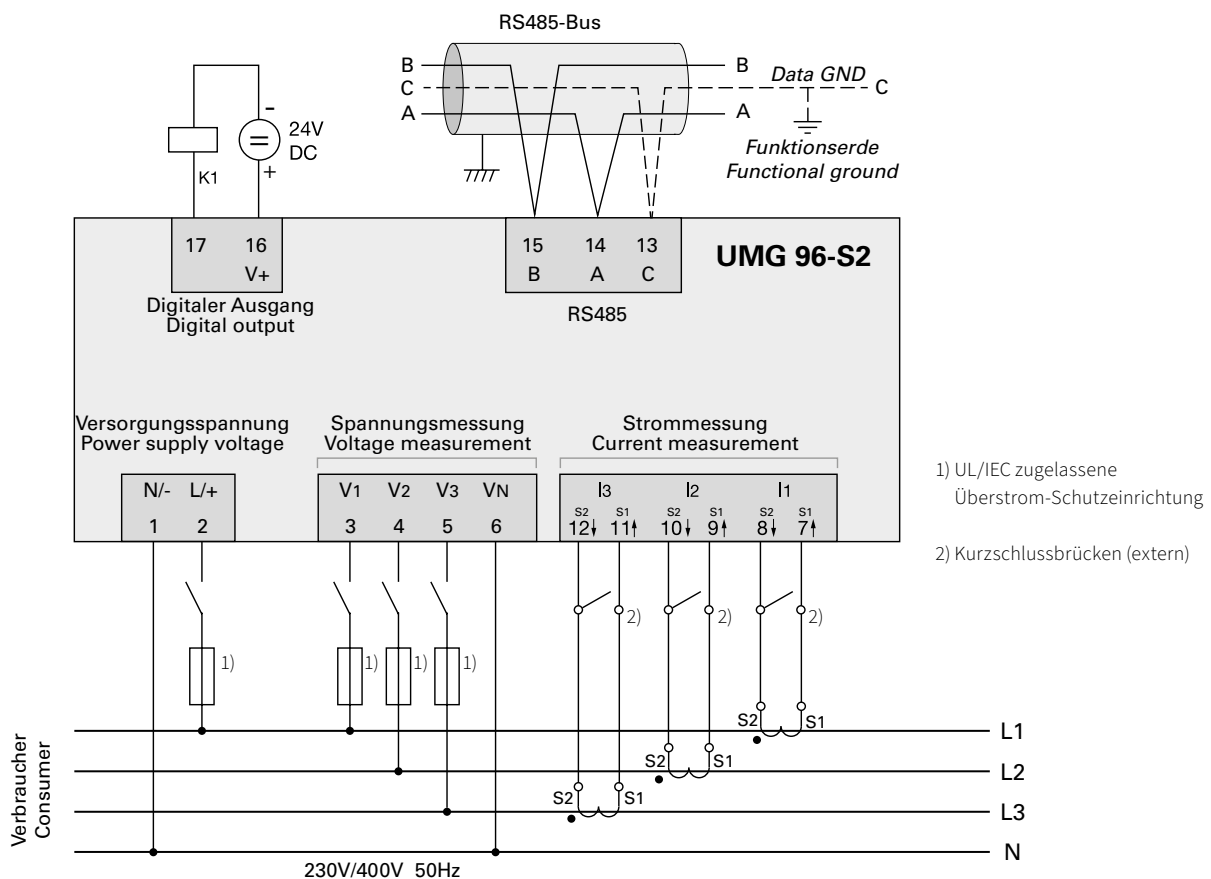 RS485-Bus
B
B
Data GND
C
C
A
A
-
24V
DC
+
K1
Funktionserde
Functional ground
17
16
V+
15
14
13
B
A
C
UMG 96-S2
Digitaler Ausgang
Digital output
RS485
Versorgungsspannung
Power supply voltage
Spannungsmessung
Voltage measurement
Strommessung
Current measurement
N/-
L/+
1
2
V1
V2
V3
VN
3
4
5
6
I3
I2
I1
S2
S1
S2
S1
S2
S1
12
11
10
9
8
7
1) UL/IEC zugelassene
Überstrom-Schutzeinrichtung
2) Kurzschlussbrücken (extern)
2)
2)
2)
1)
1)
1)
1)
S2
S1
L1
S2
S1
L2
S2
S1
L3
N
Verbraucher
Consumer
230V/400V 50Hz